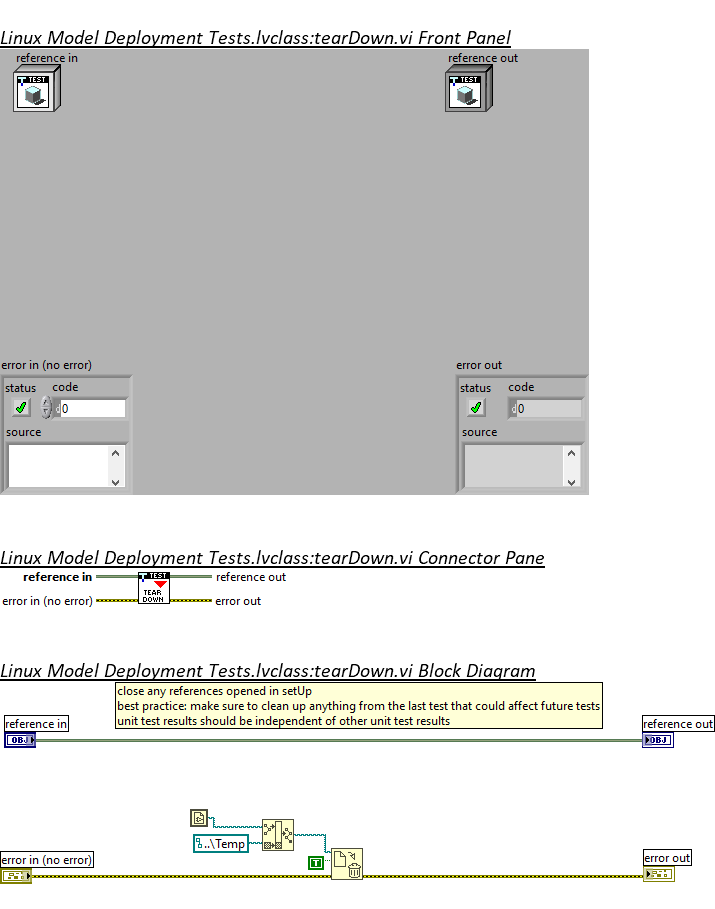 Linux Model Deployment Tests.lvclass:tearDown.vi Front Panel
reference in
reference out
TEST
TEST
error in (no error)
error out
status code
status code
d 0
d 0
source
source
Linux Model Deployment Tests.lvclass:tearDown.vi Connector Pane
reference in
TEST
reference out
error in (no error)
TEAR
DOWN
error out
Linux Model Deployment Tests.lvclass:tearDown.vi Block Diagram
close any references opened in setUp
best practice: make sure to clean up anything from the last test that could affect future tests
unit test results should be independent of other unit test results
reference in
reference out
OBJ
OBJ
..\Temp
T
error in (no error)
error out